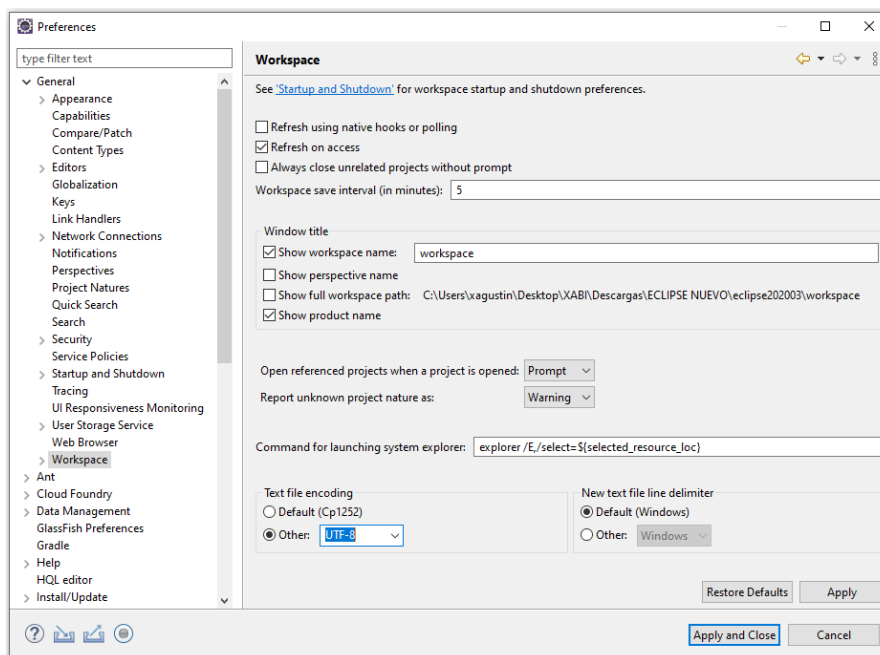 Preferences
type filter text
General
Appearance
Capabilities
Compare/Patch
Content Types
Editors
Globalization
Keys
Link Handlers
Network Connections
Notifications
Perspectives
Project Natures
Quick Search
Search
Security
Service Policies
Startup and Shutdown
Tracing
UI Responsiveness Monitoring
User Storage Service
Web Browser
Workspace
Ant
Cloud Foundry
Data Management
GlassFish Preferences
Gradle
Help
HQL editor
Install/Update
Workspace
See 'Startup and Shutdown' for workspace startup and shutdown preferences.
Refresh using native hooks or polling
Refresh on access
Always close unrelated projects without prompt
Workspace save interval (in minutes): 5
Window title
Show workspace name: workspace
Show perspective name
Show full workspace path: C:\Users\xagustin\Desktop\XABI\Descargas\ECLIPSE NUEVO\eclipse202003\workspace
Show product name
Open referenced projects when a project is opened: Prompt
Report unknown project nature as: Warning
Command for launching system explorer: explorer /E,/select=${selected_resource_loc}
Text file encoding
Default (Cp1252)
Other: UTF-8
New text file line delimiter
Default (Windows)
Other: Windows
Restore Defaults Apply
Apply and Close Cancel